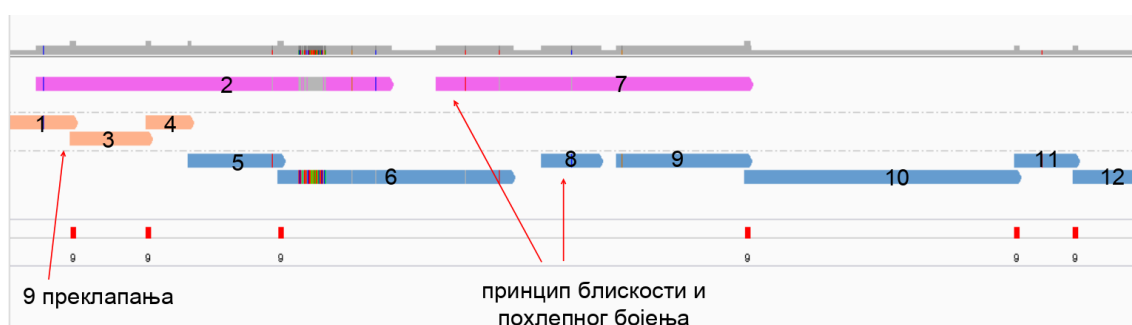 2 7
1 4
3
5 8 9 11
6 10 12
9 9 9 9 9 9
9 преклапања
принцип блискости и
похлепног бојења